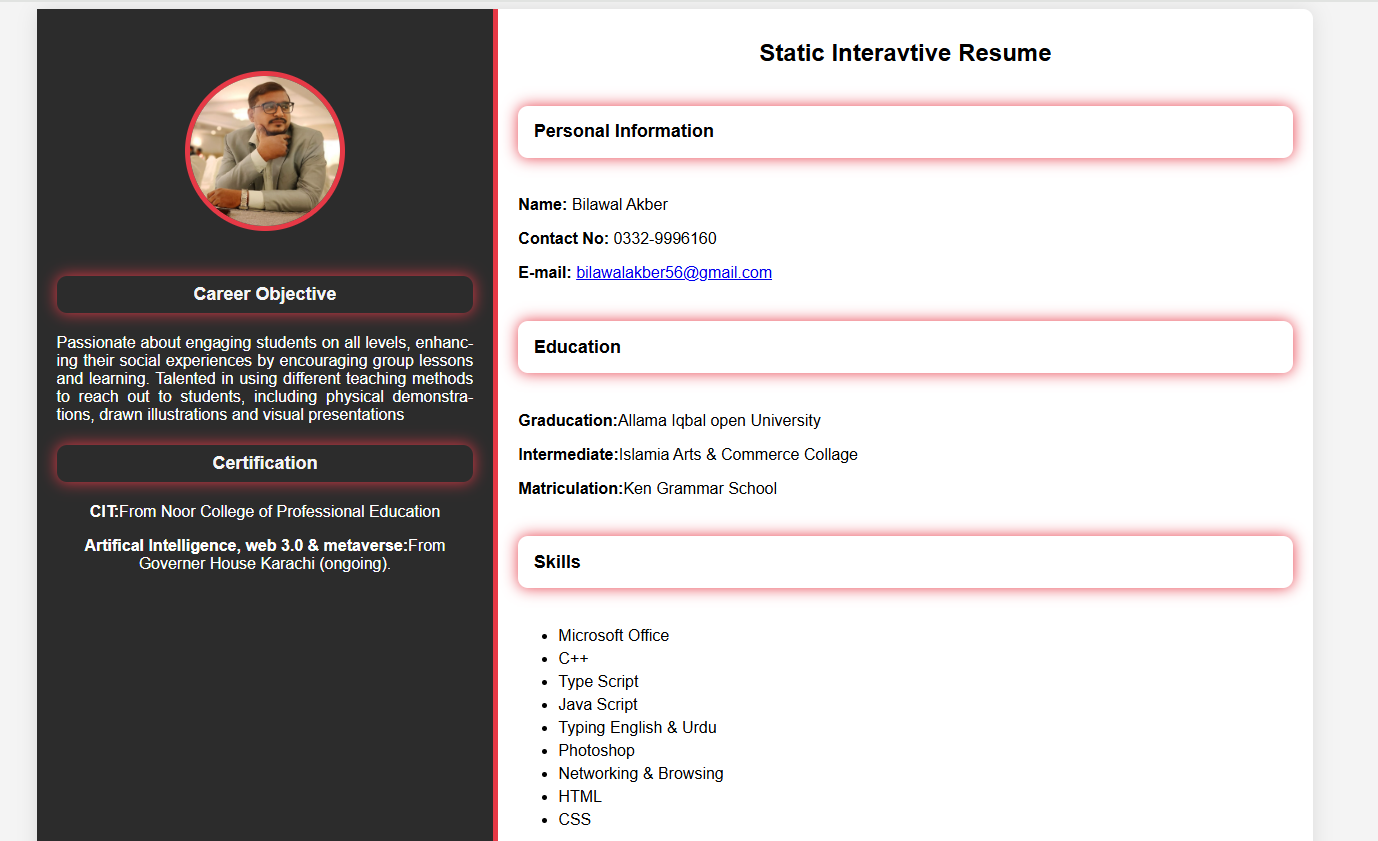 Career Objective
Passionate about engaging students on all levels, enhanc-
ing their social experiences by encouraging group lessons
and learning. Talented in using different teaching methods
to reach out to students, including physical demonstra-
tions, drawn illustrations and visual presentations
Certification
CIT:From Noor College of Professional Education
Artifical Intelligence, web 3.0 & metaverse:From
Governer House Karachi (ongoing).
Static Interavtive Resume
Personal Information
Name: Bilawal Akber
Contact No: 0332-9996160
E-mail: bilawalakber56@gmail.com
Education
Graducation:Allama Iqbal open University
Intermediate:Islamia Arts & Commerce Collage
Matriculation:Ken Grammar School
Skills
• Microsoft Office
• C++
• Type Script
• Java Script
• Typing English & Urdu
• Photoshop
• Networking & Browsing
• HTML
• CSS